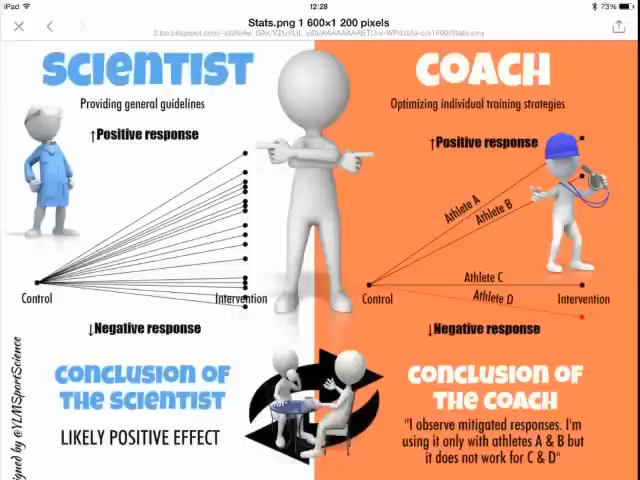 iPad
12:28
73%
Stats.png 1 600×1 200 pixels
SCIENTIST
Providing general guidelines
↑Positive response
Control
Intervention
↓Negative response
CONCLUSION OF
THE SCIENTIST
LIKELY POSITIVE EFFECT
COACH
Optimizing individual training strategies
↑Positive response
Athlete A
Athlete B
Athlete C
Athlete D
Control
Intervention
↓Negative response
CONCLUSION OF
THE COACH
"I observe mitigated responses. I'm
using it only with athletes A & B but
it does not work for C & D"
igned by @YLMSportScience